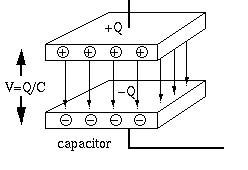 +Q
+ + + +
V=Q/C
−Q
− − − −
capacitor